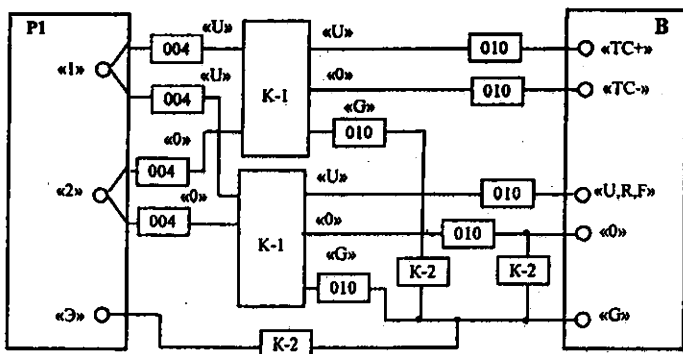 P1 «U» «U» B
004 010 «TC+»
«1» «U» «0»
004 K-1 010 «TC-»
«0» «G»
010
004 «U» «U,R,F»
«2» «0» 010
004 K-1 «0» 010 «0»
«G» K-2 K-2
010
«Э» «G»
K-2